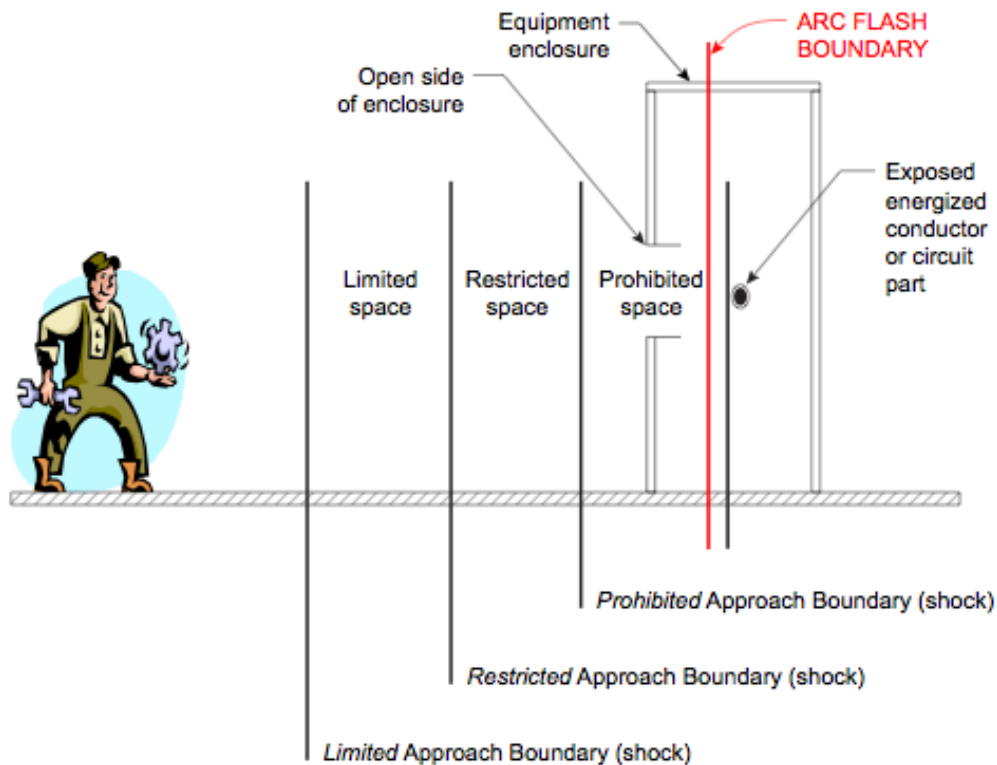 Equipment
enclosure
ARC FLASH
BOUNDARY
Open side
of enclosure
Exposed
energized
conductor
or circuit
part
Limited
space
Restricted
space
Prohibited
space
Prohibited Approach Boundary (shock)
Restricted Approach Boundary (shock)
Limited Approach Boundary (shock)